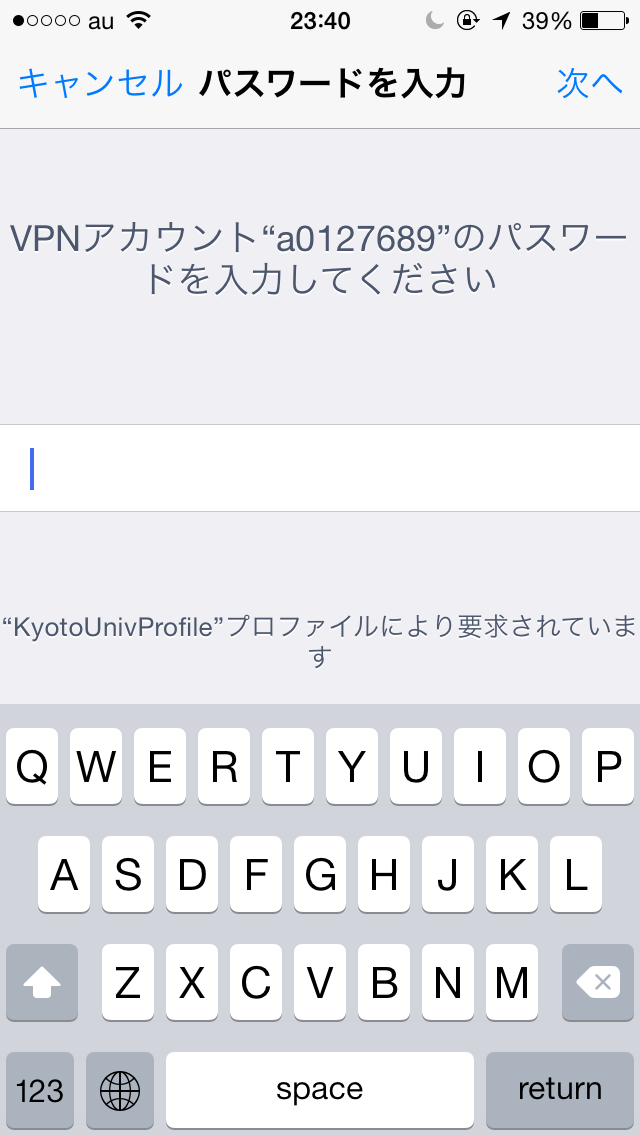 au 23:40 39%
キャンセル パスワードを入力 次へ
VPNアカウント“a0127689”のパスワー
ドを入力してください
“KyotoUnivProfile”プロファイルにより要求されていま
す
Q W E R T Y U I O P
A S D F G H J K L
Z X C V B N M
123 space return